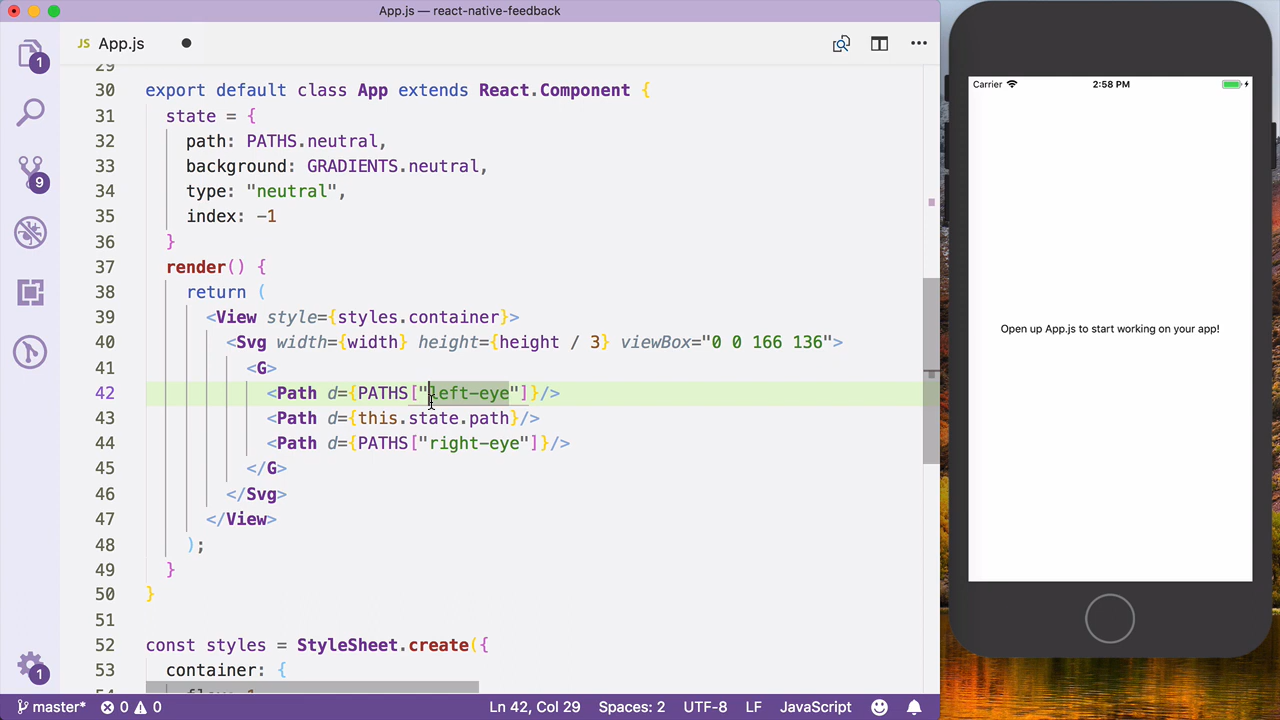 App.js — react-native-feedback
JS App.js
29
30 export default class App extends React.Component {
31 state = {
32 path: PATHS.neutral,
33 background: GRADIENTS.neutral,
34 type: "neutral",
35 index: -1
36 }
37 render() {
38 return (
39 <View style={styles.container}>
40 <Svg width={width} height={height / 3} viewBox="0 0 166 136">
41 <G>
42 <Path d={PATHS["left-eye"]}/>
43 <Path d={this.state.path}/>
44 <Path d={PATHS["right-eye"]}/>
45 </G>
46 </Svg>
47 </View>
48 );
49 }
50 }
51
52 const styles = StyleSheet.create({
53 container: {
1
9
1
master* 0 0 Ln 42, Col 29 Spaces: 2 UTF-8 LF JavaScript
Carrier 2:58 PM
Open up App.js to start working on your app!